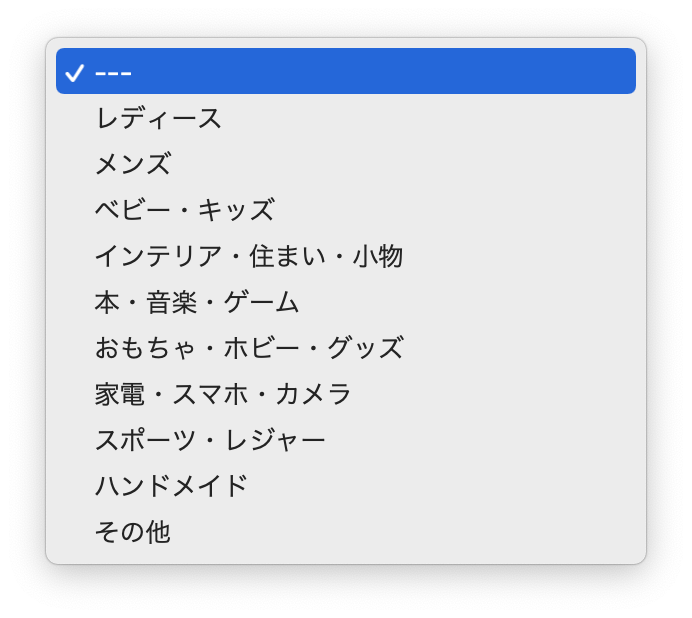 ---
レディース
メンズ
ベビー・キッズ
インテリア・住まい・小物
本・音楽・ゲーム
おもちゃ・ホビー・グッズ
家電・スマホ・カメラ
スポーツ・レジャー
ハンドメイド
その他